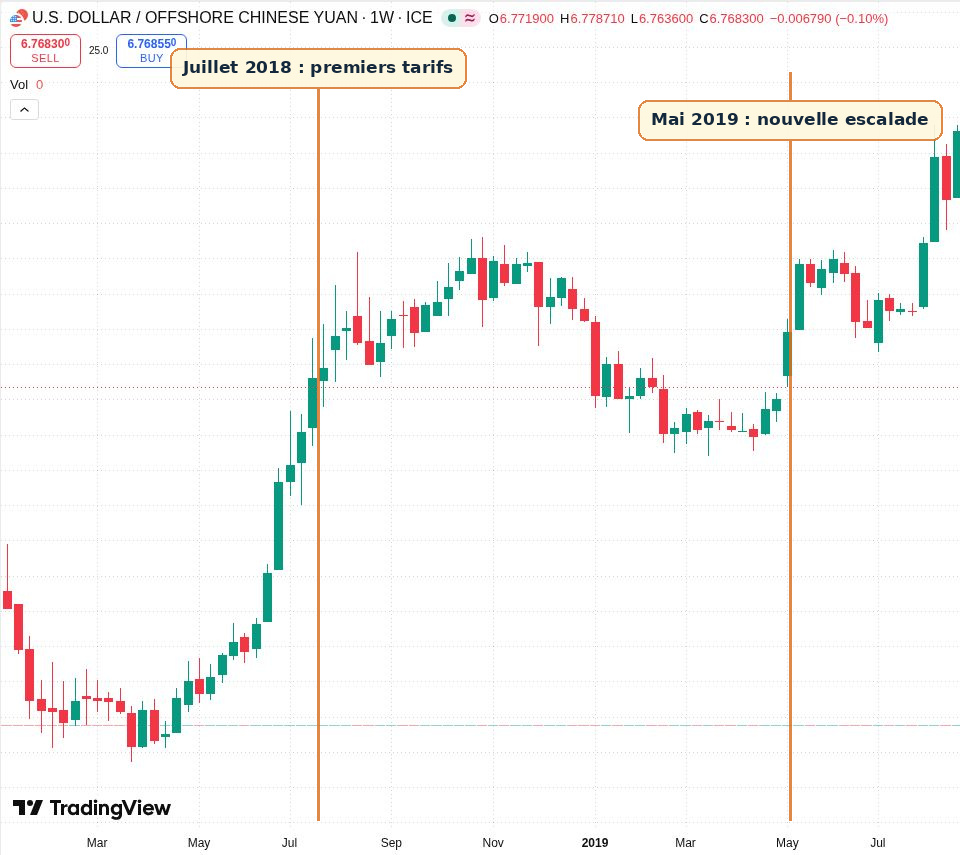 U.S. DOLLAR / OFFSHORE CHINESE YUAN · 1W · ICE ≈ O6.771900 H6.778710 L6.763600 C6.768300 −0.006790 (−0.10%)
6.768300 25.0 6.768550
SELL BUY
Juillet 2018 : premiers tarifs
Vol 0
Mai 2019 : nouvelle escalade
TradingView
Mar May Jul Sep Nov 2019 Mar May Jul